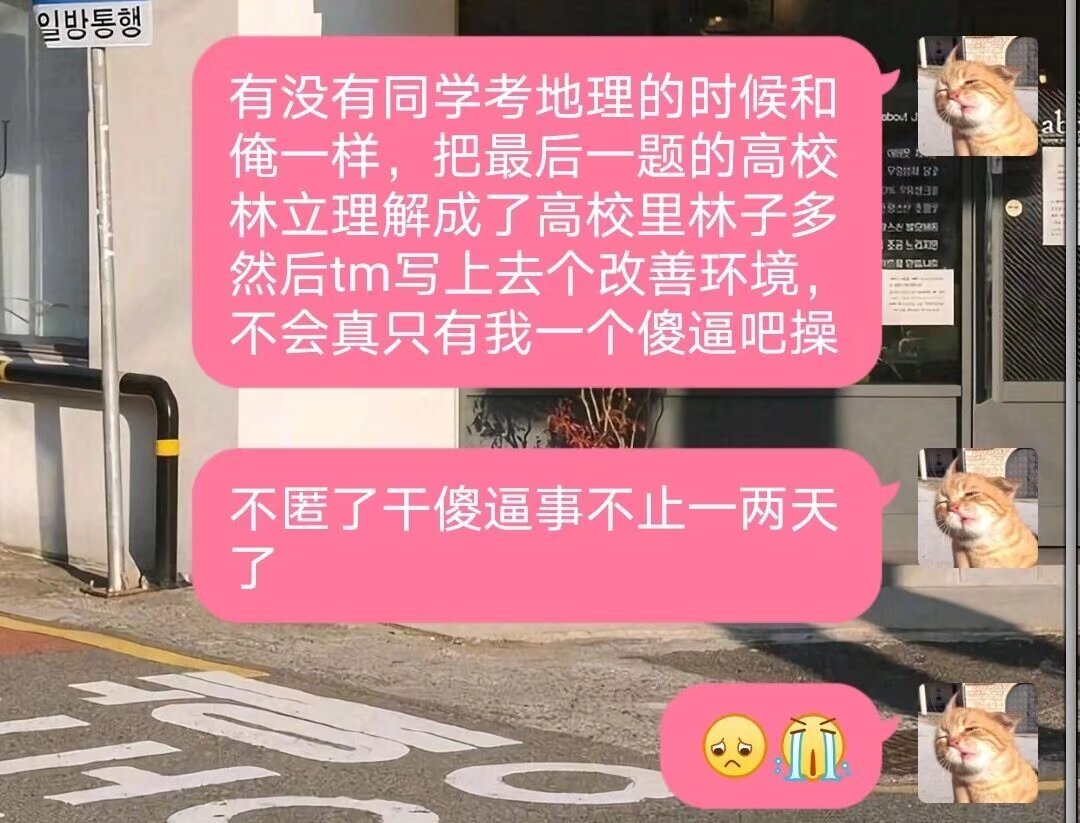 일방통행
有没有同学考地理的时候和
俺一样，把最后一题的高校
林立理解成了高校里林子多
然后tm写上去个改善环境，
不会真只有我一个傻逼吧操
不匿了干傻逼事不止一两天
了
😞😭